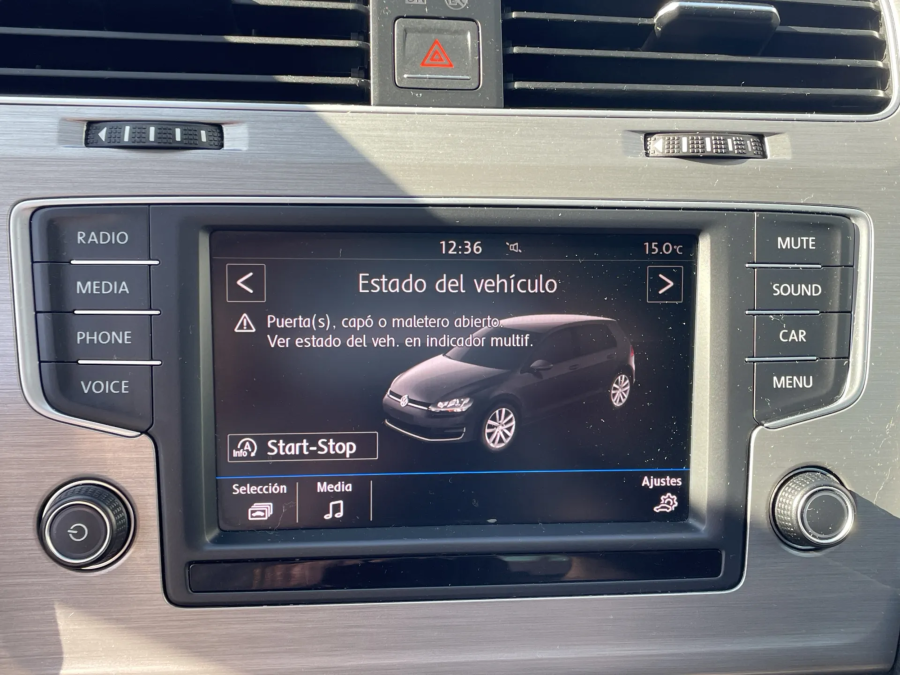 12:36
15.0°C
RADIO
MEDIA
PHONE
VOICE
<
Estado del vehículo
>
Puerta(s), capó o maletero abierto.
Ver estado del veh. en indicador multif.
A
Info
Start-Stop
Selección
Media
Ajustes
MUTE
SOUND
CAR
MENU